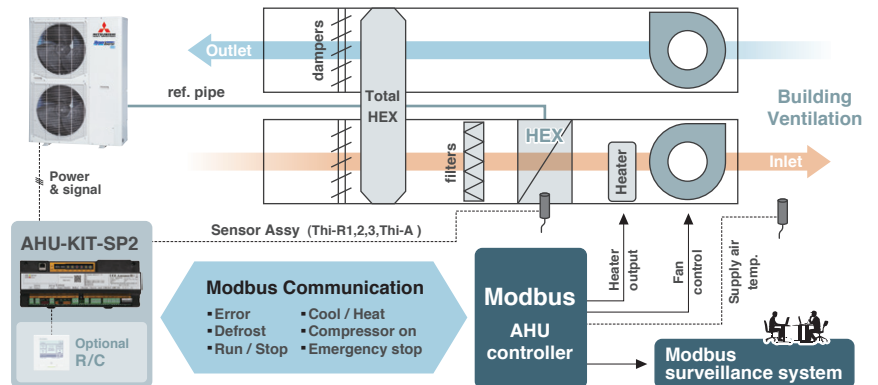 MITSUBISHI
Outlet
dampers
ref. pipe
Total
HEX
Building
Ventilation
HEX
filters
Heater
Inlet
Power
& signal
Sensor Assy (Thi-R1,2,3,Thi-A )
AHU-KIT-SP2
Optional
R/C
Modbus Communication
▪ Error
▪ Defrost
▪ Run / Stop
▪ Cool / Heat
▪ Compressor on
▪ Emergency stop
Heater
output
Fan
control
Supply air
temp.
Modbus
AHU
controller
Modbus
surveillance system